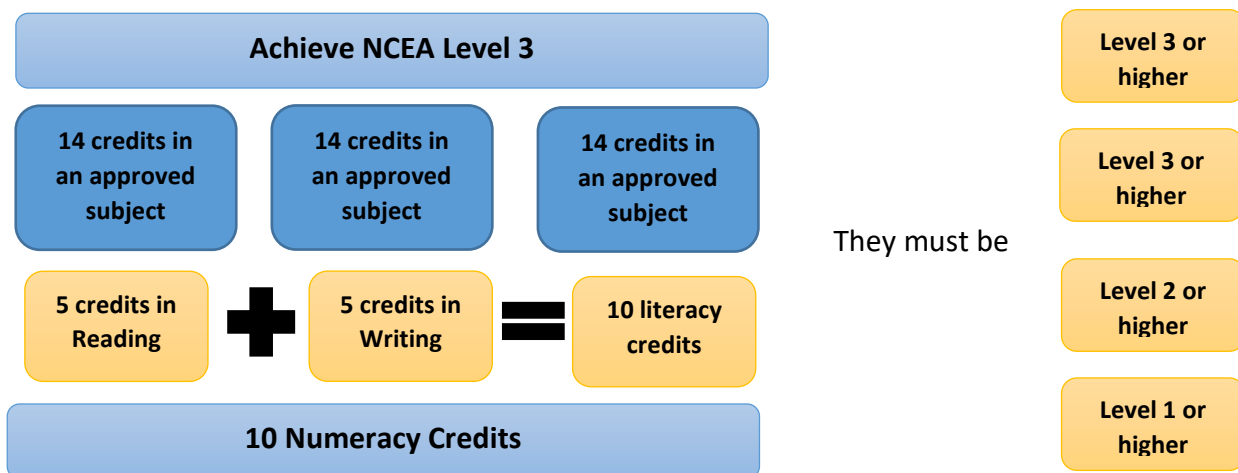 Achieve NCEA Level 3
Level 3 or
higher
14 credits in
an approved
subject
14 credits in
an approved
subject
14 credits in
an approved
subject
Level 3 or
higher
They must be
5 credits in
Reading
5 credits in
Writing
10 literacy
credits
Level 2 or
higher
10 Numeracy Credits
Level 1 or
higher